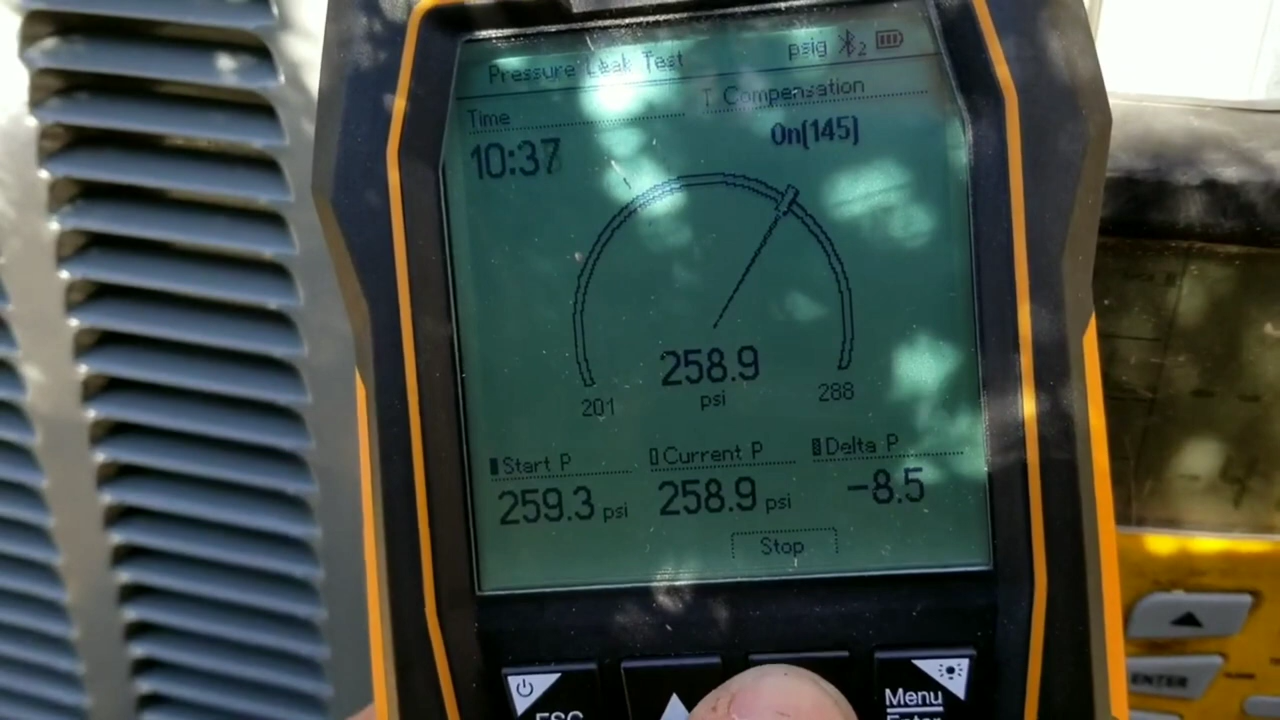 Pressure Leak Test psig 2
Time T Compensation
10:37 On(145)
258.9
psi
201 288
Start P Current P Delta P
259.3 psi 258.9 psi -8.5
Stop
ESC Menu
Enter
ENTER